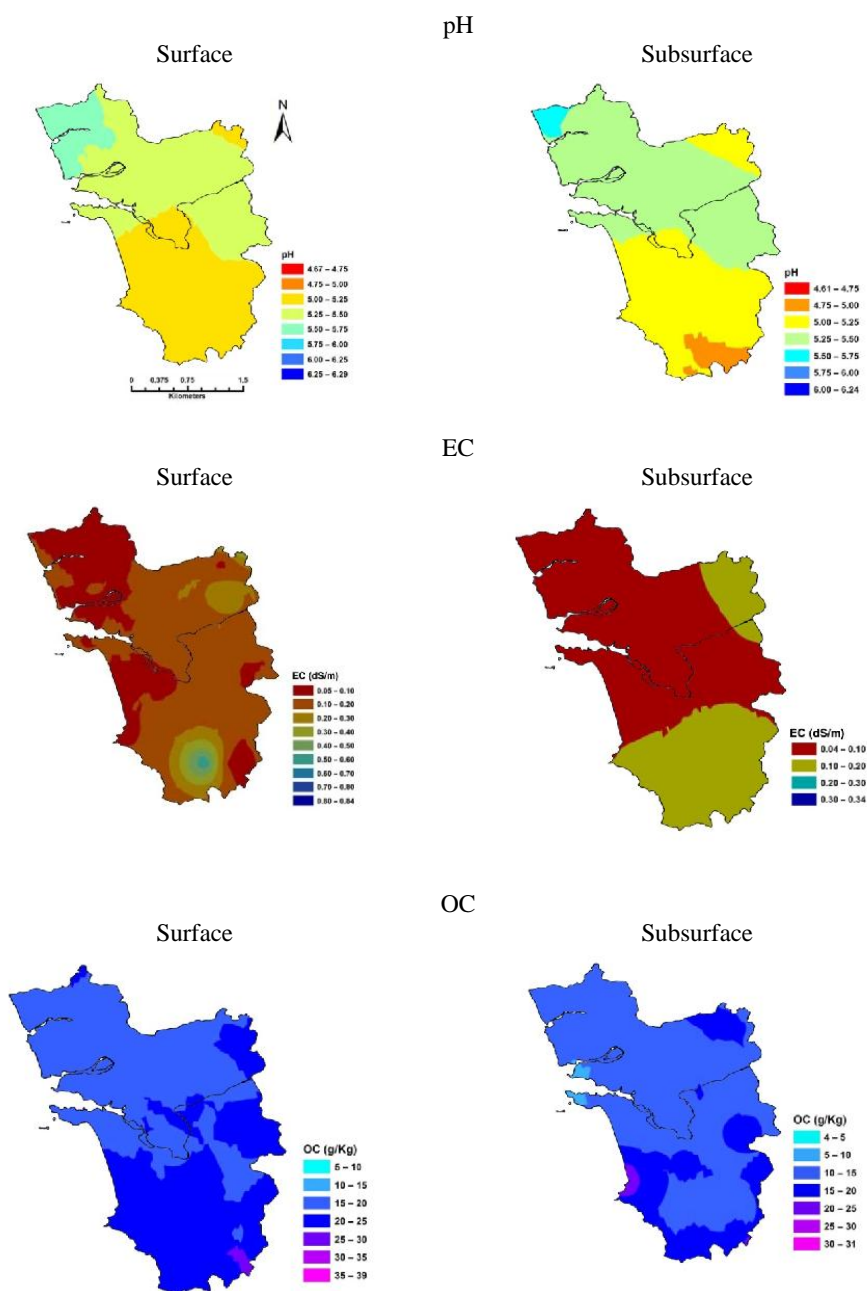 pH
Surface
Subsurface
N
pH
4.67 – 4.75
4.75 – 5.00
5.00 – 5.25
5.25 – 5.50
5.50 – 5.75
5.75 – 6.00
6.00 – 6.25
6.25 – 6.29
0 0.375 0.75 1.5
Kilometers
pH
4.61 – 4.75
4.75 – 5.00
5.00 – 5.25
5.25 – 5.50
5.50 – 5.75
5.75 – 6.00
6.00 – 6.24
EC
Surface
Subsurface
EC (dS/m)
0.05 – 0.10
0.10 – 0.20
0.20 – 0.30
0.30 – 0.40
0.40 – 0.50
0.50 – 0.60
0.60 – 0.70
0.70 – 0.80
0.80 – 0.84
EC (dS/m)
0.04 – 0.10
0.10 – 0.20
0.20 – 0.30
0.30 – 0.34
OC
Surface
Subsurface
OC (g/Kg)
5 – 10
10 – 15
15 – 20
20 – 25
25 – 30
30 – 35
35 – 39
OC (g/Kg)
4 – 5
5 – 10
10 – 15
15 – 20
20 – 25
25 – 30
30 – 31